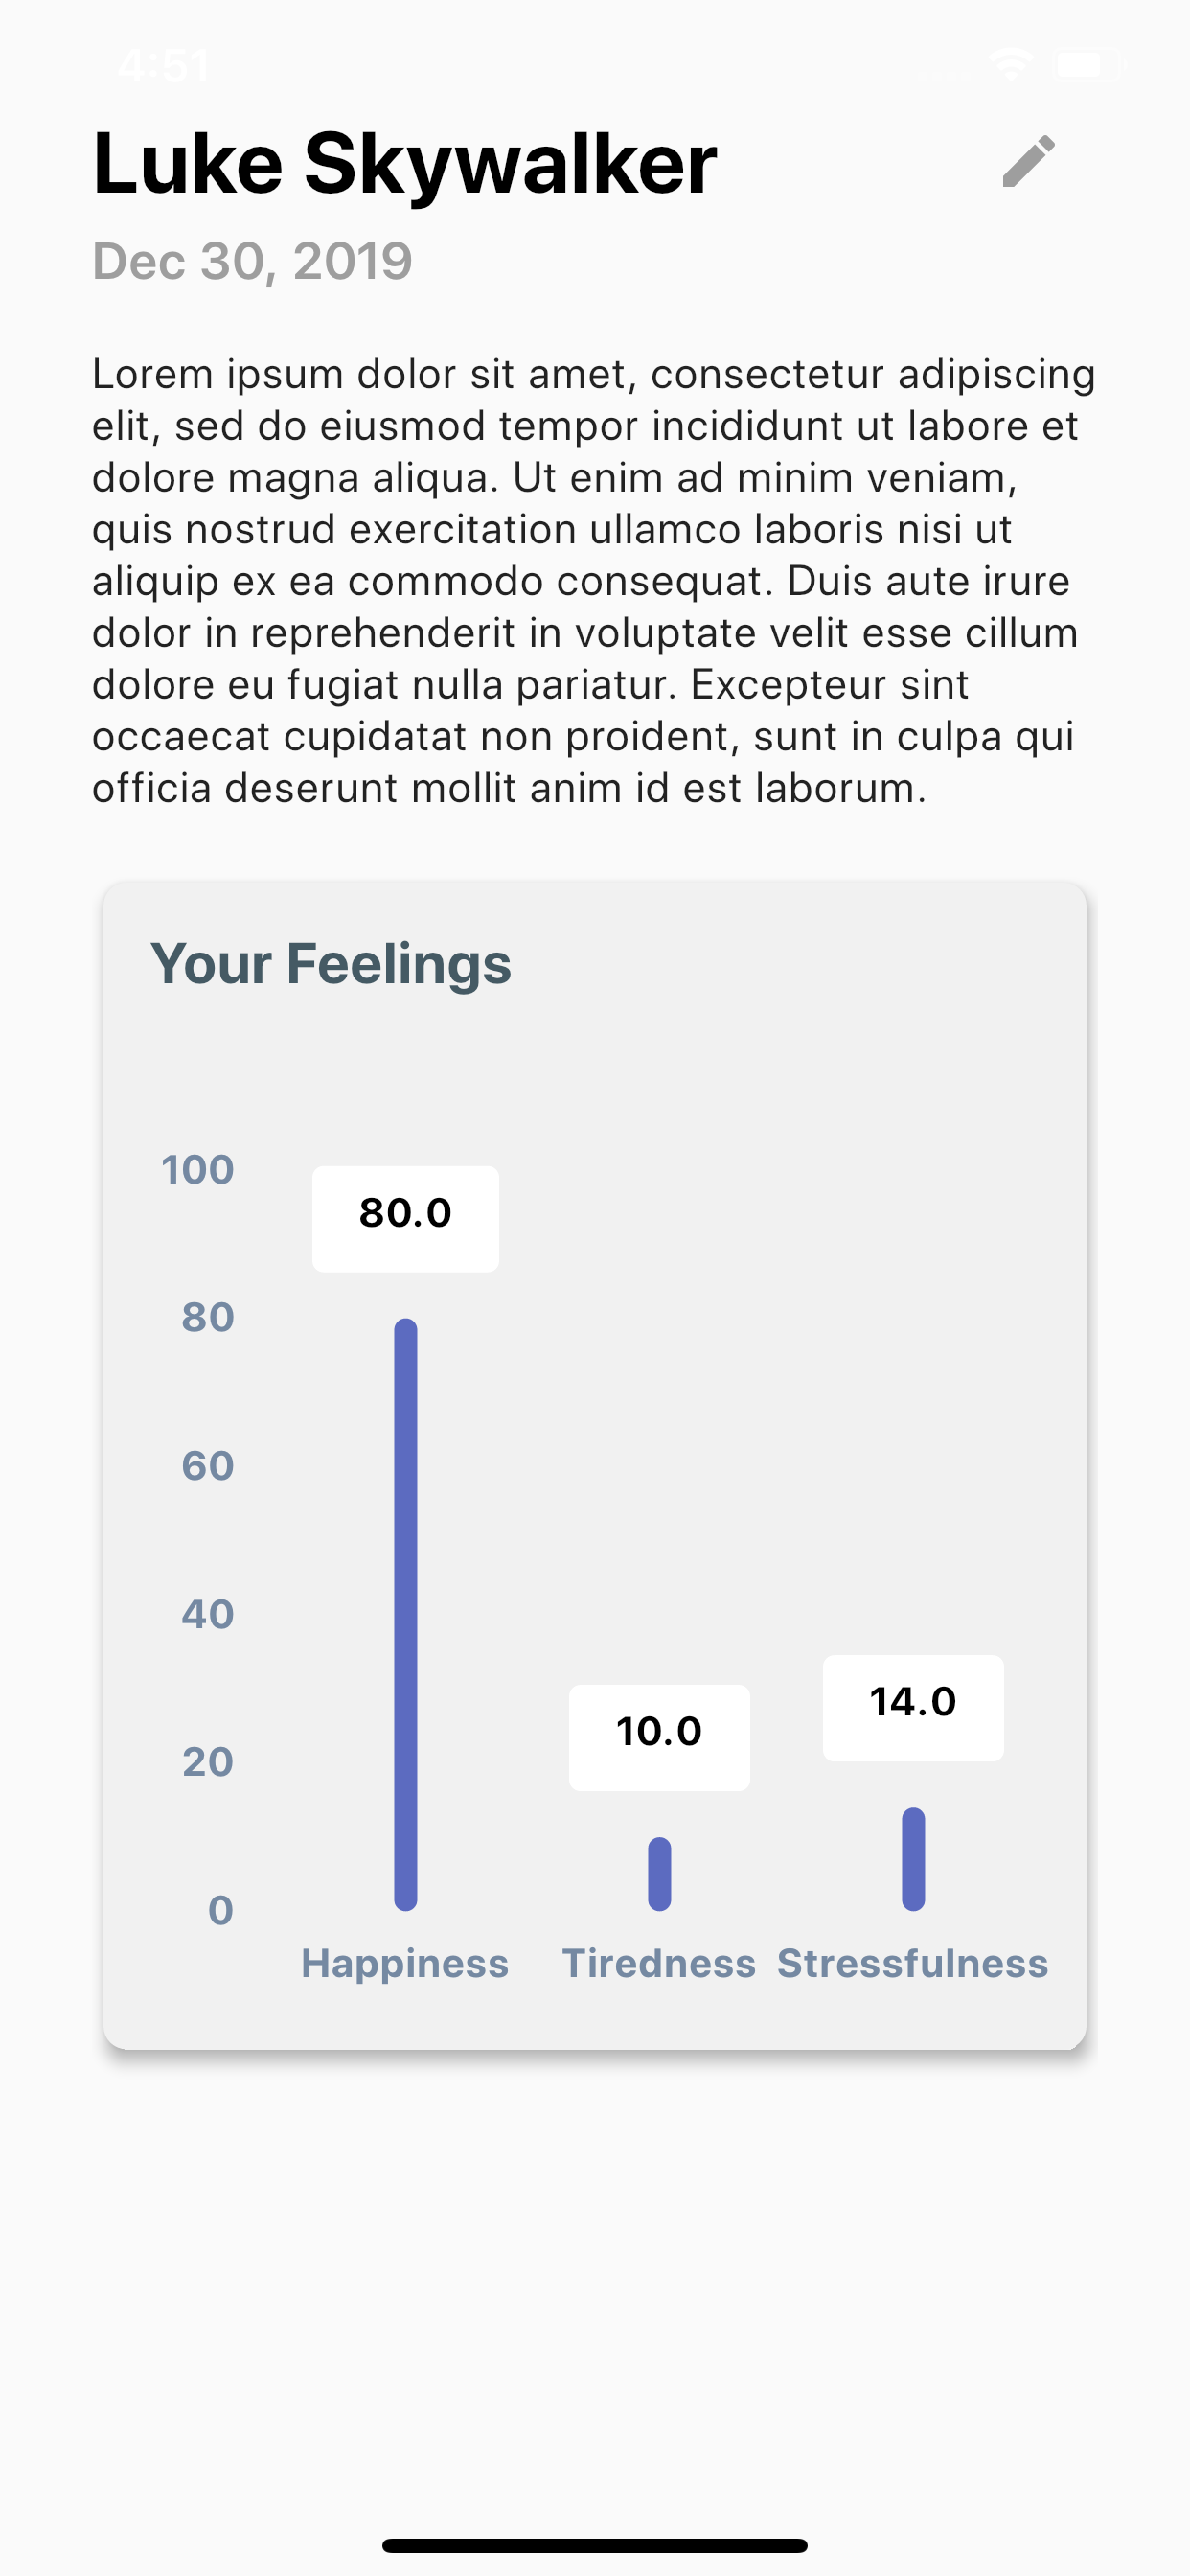 4:51
Luke Skywalker
Dec 30, 2019
Lorem ipsum dolor sit amet, consectetur adipiscing
elit, sed do eiusmod tempor incididunt ut labore et
dolore magna aliqua. Ut enim ad minim veniam,
quis nostrud exercitation ullamco laboris nisi ut
aliquip ex ea commodo consequat. Duis aute irure
dolor in reprehenderit in voluptate velit esse cillum
dolore eu fugiat nulla pariatur. Excepteur sint
occaecat cupidatat non proident, sunt in culpa qui
officia deserunt mollit anim id est laborum.
Your Feelings
100
80.0
80
60
40
14.0
10.0
20
0
Happiness Tiredness Stressfulness